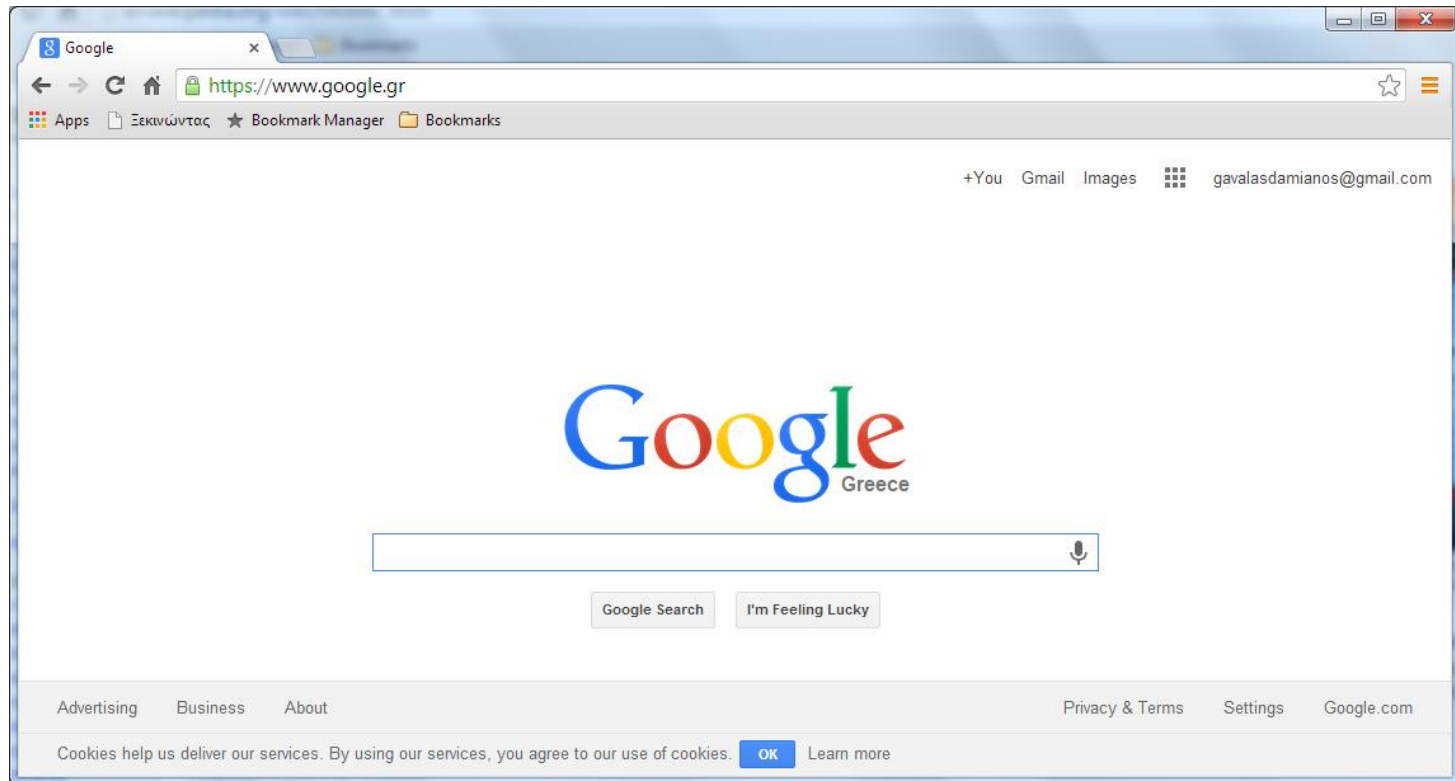 Google
https://www.google.gr
Apps Ξεκινώντας Bookmark Manager Bookmarks
+You Gmail Images gavalasdamianos@gmail.com
Google
Greece
Google Search I'm Feeling Lucky
Advertising Business About Privacy & Terms Settings Google.com
Cookies help us deliver our services. By using our services, you agree to our use of cookies. OK Learn more